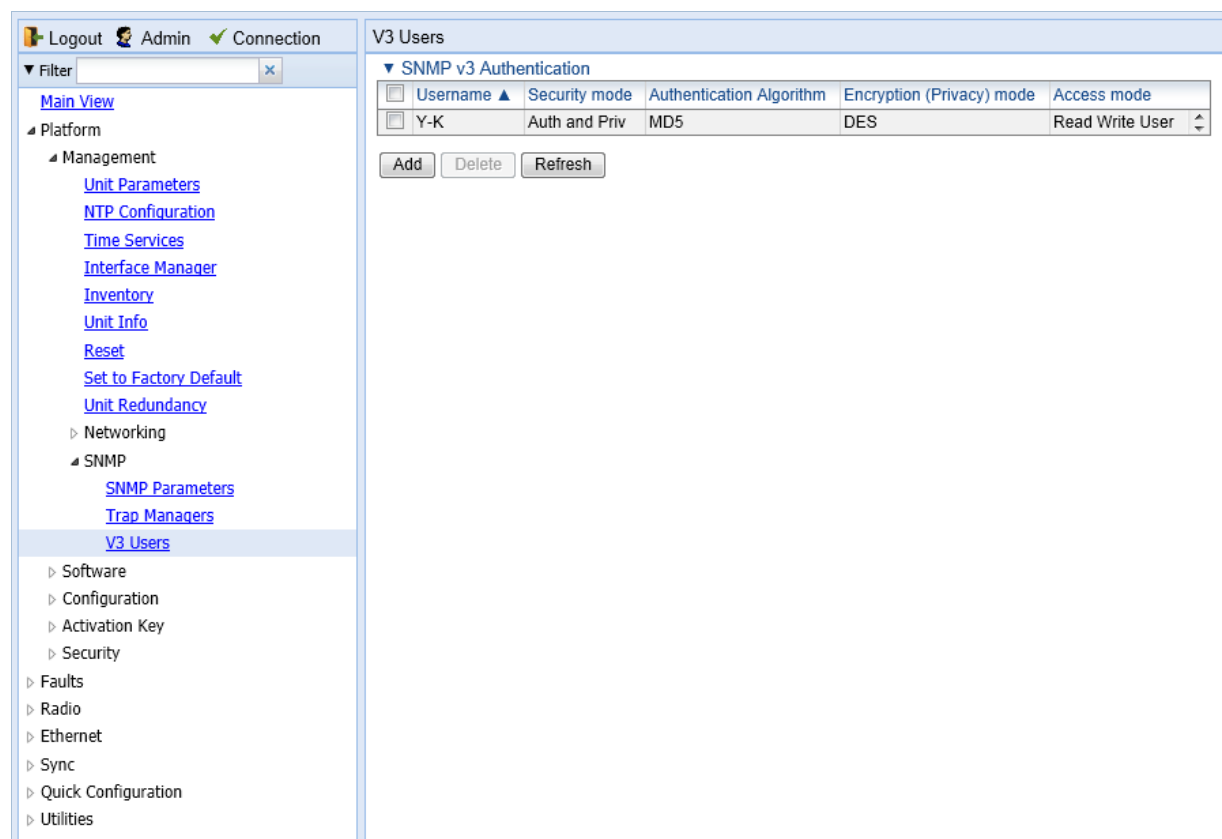 Logout Admin Connection
Filter
Main View
Platform
Management
Unit Parameters
NTP Configuration
Time Services
Interface Manager
Inventory
Unit Info
Reset
Set to Factory Default
Unit Redundancy
Networking
SNMP
SNMP Parameters
Trap Managers
V3 Users
Software
Configuration
Activation Key
Security
Faults
Radio
Ethernet
Sync
Quick Configuration
Utilities
V3 Users
SNMP v3 Authentication
Username Security mode Authentication Algorithm Encryption (Privacy) mode Access mode
Y-K Auth and Priv MD5 DES Read Write User
Add Delete Refresh